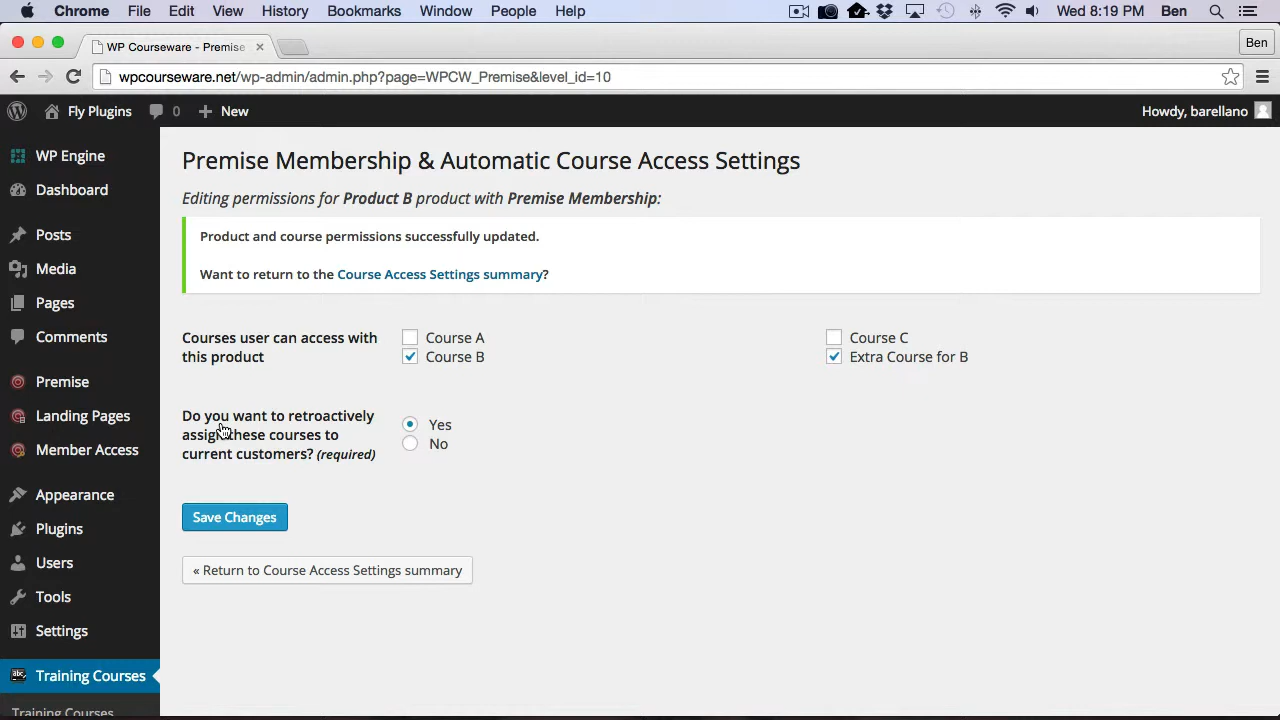 Chrome File Edit View History Bookmarks Window People Help Wed 8:19 PM Ben
WP Courseware - Premise Ben
wpcourseware.net/wp-admin/admin.php?page=WPCW_Premise&level_id=10
Fly Plugins 0 New Howdy, barellano
WP Engine
Dashboard
Posts
Media
Pages
Comments
Premise
Landing Pages
Member Access
Appearance
Plugins
Users
Tools
Settings
Training Courses
Training Courses
Premise Membership & Automatic Course Access Settings
Editing permissions for Product B product with Premise Membership:
Product and course permissions successfully updated.
Want to return to the Course Access Settings summary?
Courses user can access with
this product
Course A
Course B
Course C
Extra Course for B
Do you want to retroactively
assign these courses to
current customers? (required)
Yes
No
Save Changes
« Return to Course Access Settings summary